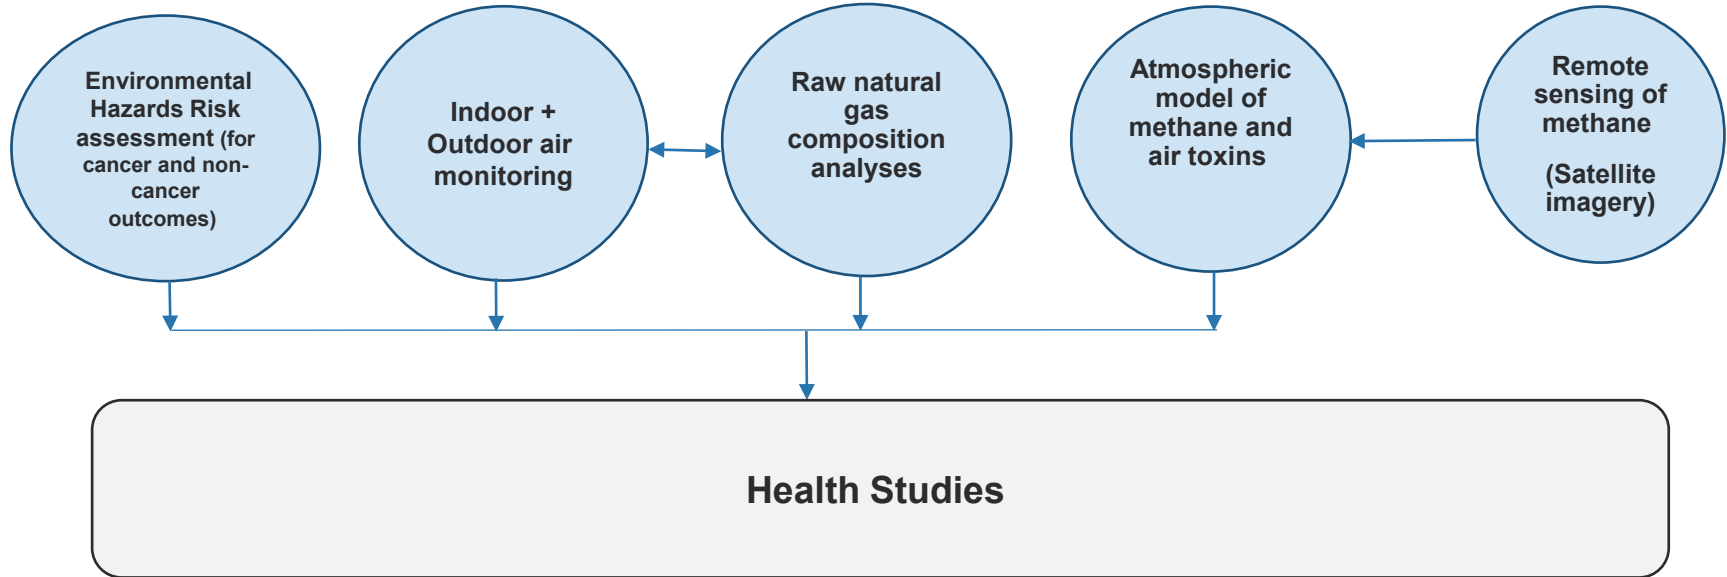 Environmental
Hazards Risk
assessment (for
cancer and non-
cancer
outcomes)
Indoor +
Outdoor air
monitoring
Raw natural
gas
composition
analyses
Atmospheric
model of
methane and
air toxins
Remote
sensing of
methane
(Satellite
imagery)
Health Studies